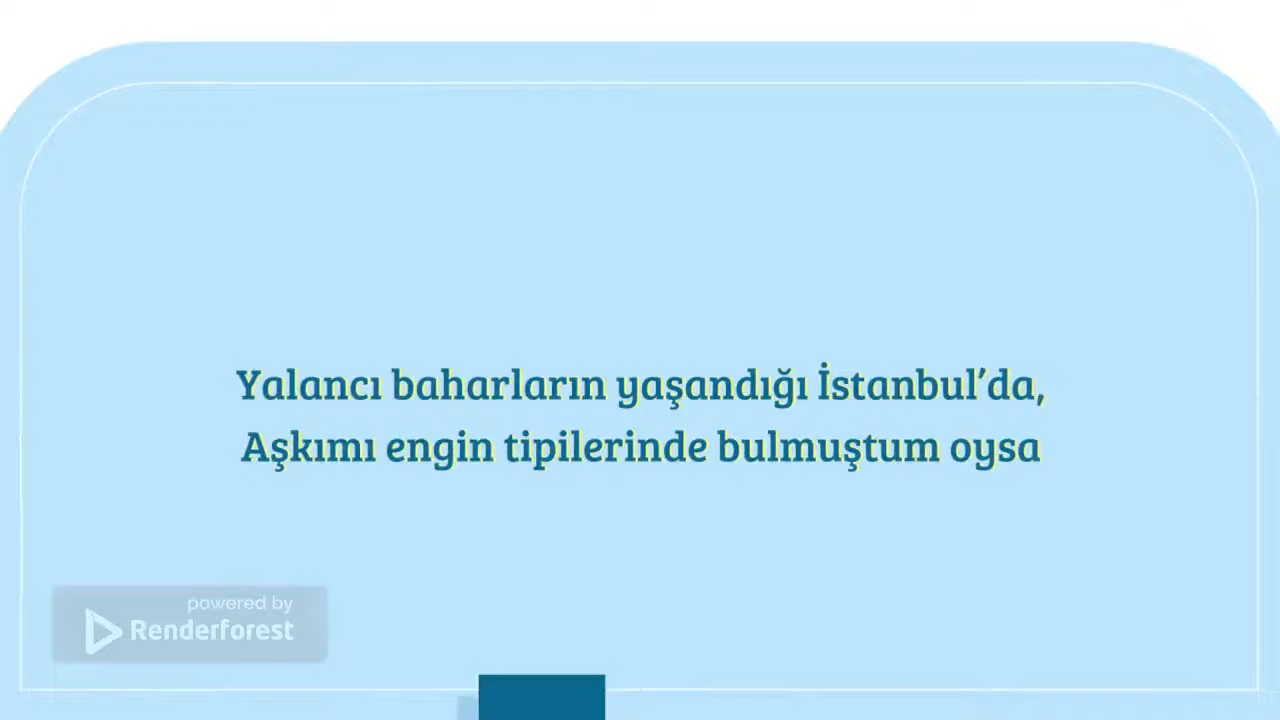 Yalancı baharların yaşandığı İstanbul’da,
Aşkımı engin tipilerinde bulmuştum oysa
powered by
Renderforest